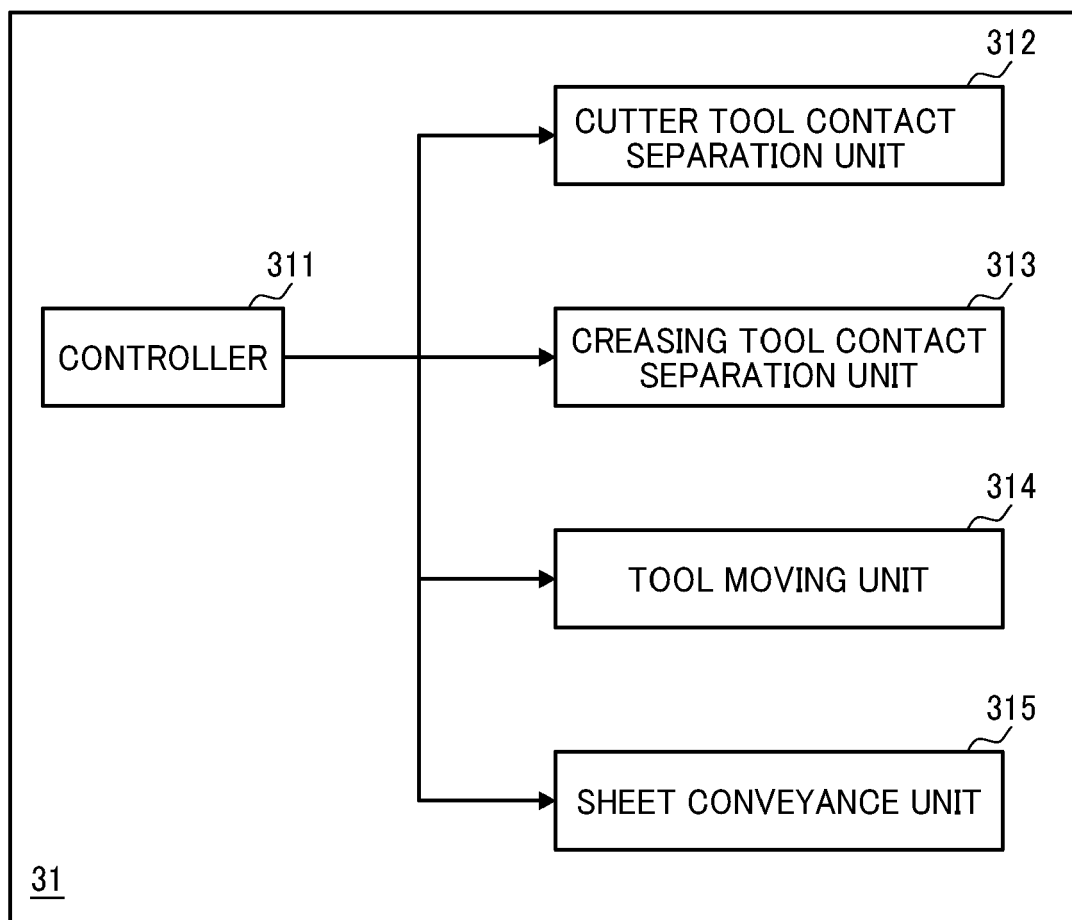 312
CUTTER TOOL CONTACT
SEPARATION UNIT
311
CONTROLLER
313
CREASING TOOL CONTACT
SEPARATION UNIT
314
TOOL MOVING UNIT
315
SHEET CONVEYANCE UNIT
31